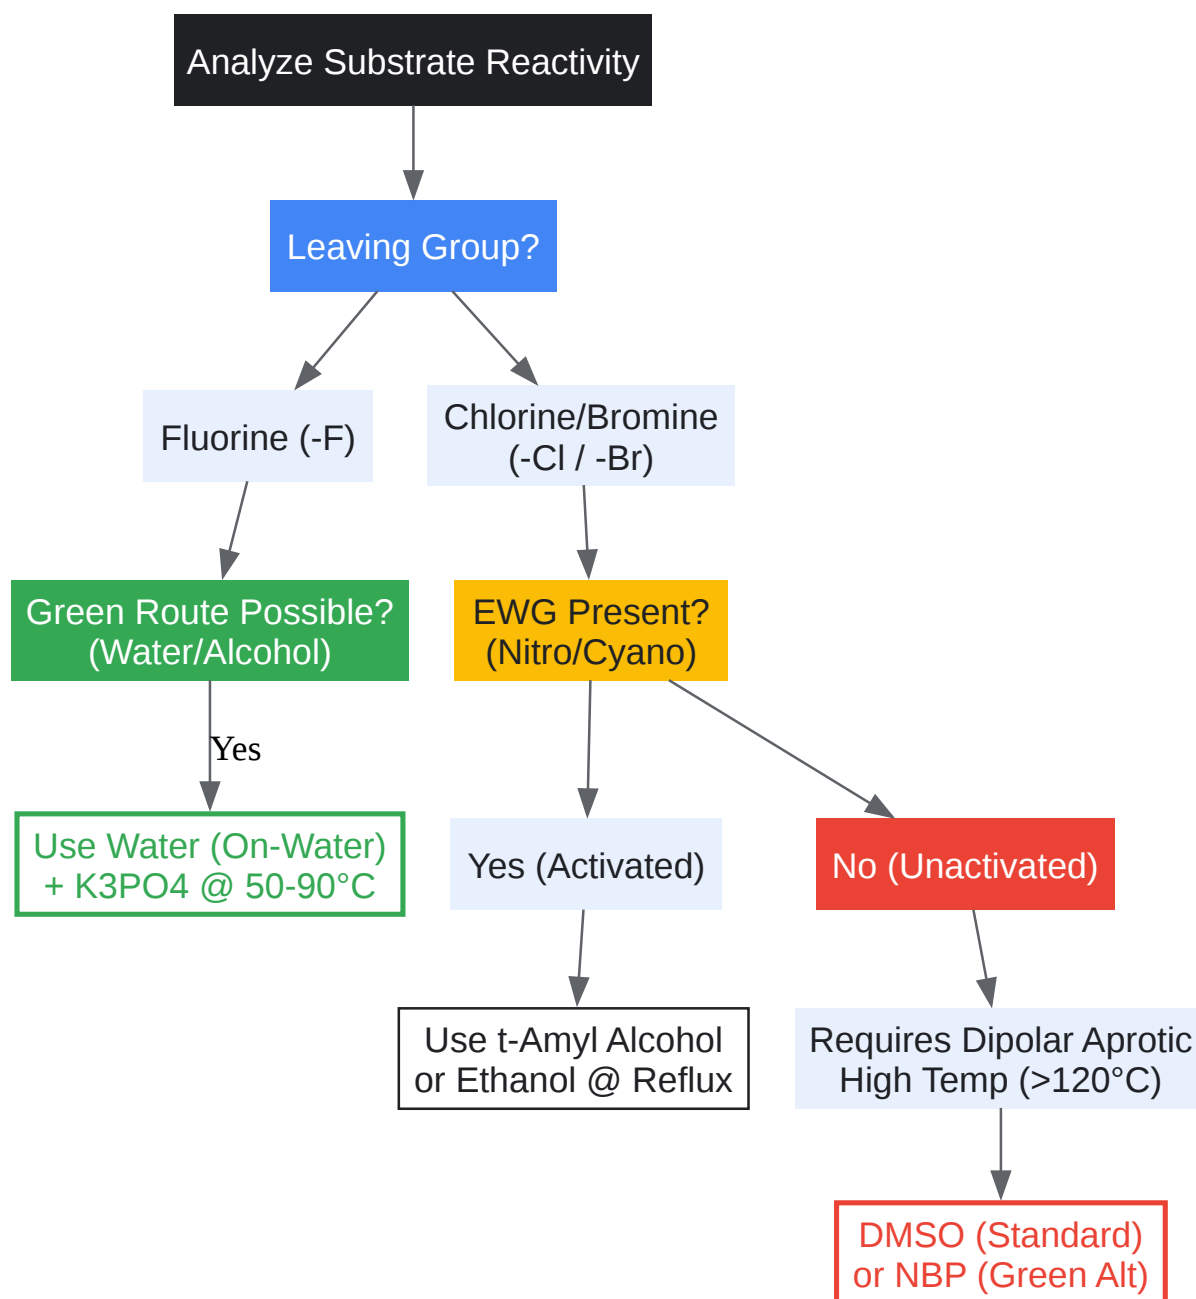 Analyze Substrate Reactivity
Leaving Group?
Fluorine (-F)
Chlorine/Bromine
(-Cl / -Br)
Green Route Possible?
(Water/Alcohol)
EWG Present?
(Nitro/Cyano)
Yes
Use Water (On-Water)
+ K3PO4 @ 50-90°C
Yes (Activated)
No (Unactivated)
Use t-Amyl Alcohol
or Ethanol @ Reflux
Requires Dipolar Aprotic
High Temp (>120°C)
DMSO (Standard)
or NBP (Green Alt)